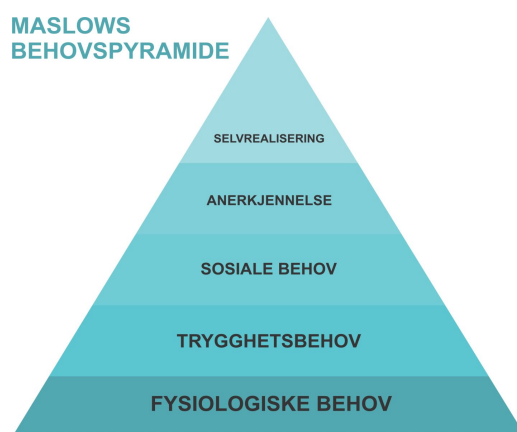 MASLOWS
BEHOVSPYRAMIDE
SELVREALISERING
ANERKJENNELSE
SOSIALE BEHOV
TRYGGHETSBEHOV
FYSIOLOGISKE BEHOV